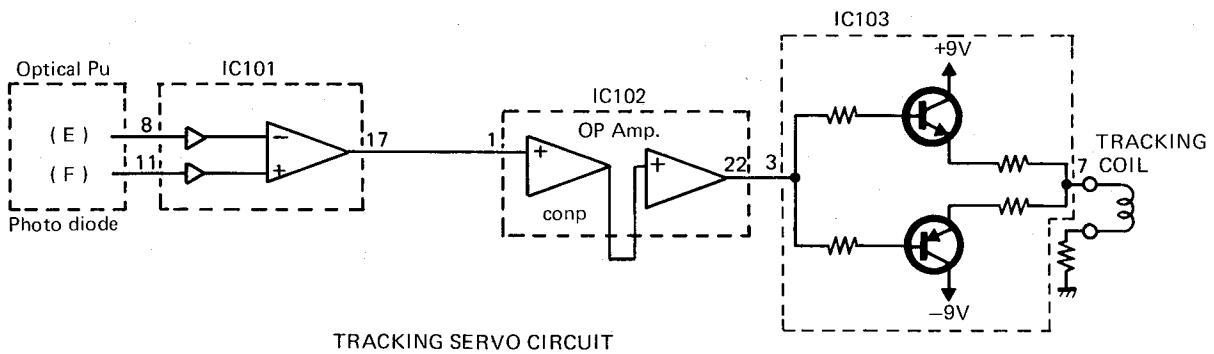 IC103
+9V
Optical Pu
IC101
IC102
OP Amp.
( E )
8
−
17
1
+
+
22
3
TRACKING
COIL
7
( F )
11
+
conp
Photo diode
−9V
TRACKING SERVO CIRCUIT